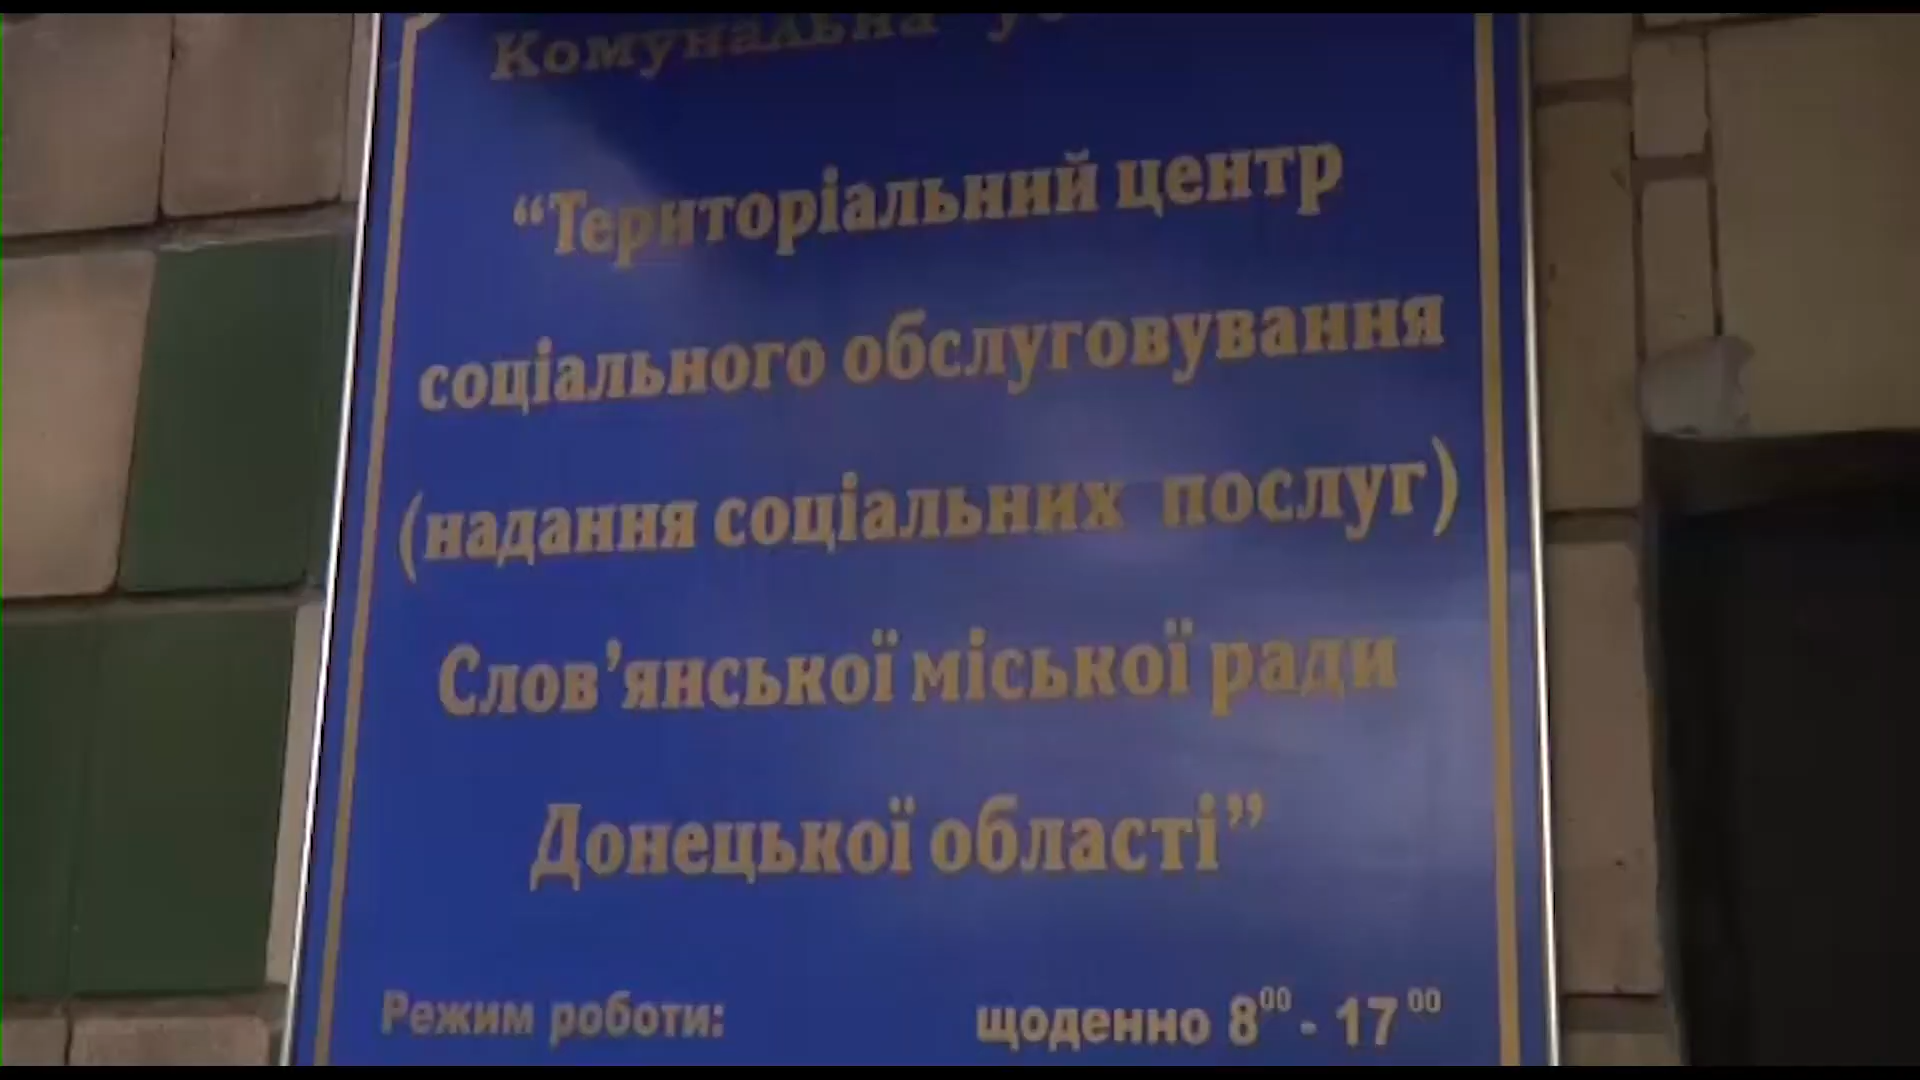 Комунальна
“Територіальний центр
соціального обслуговування
(надання соціальних послуг)
Слов’янської міської ради
Донецької області”
Режим роботи: щоденно 8⁰⁰ - 17⁰⁰